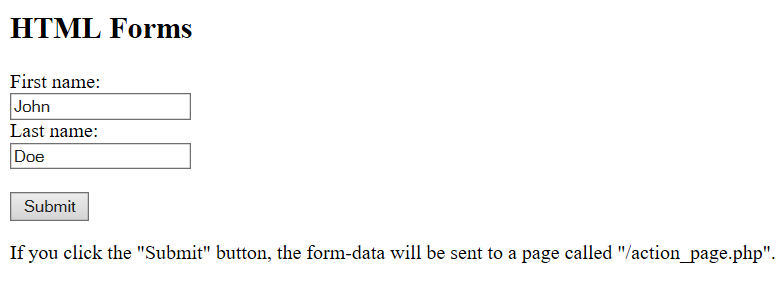 HTML Forms
First name:
John
Last name:
Doe
Submit
If you click the "Submit" button, the form-data will be sent to a page called "/action_page.php".